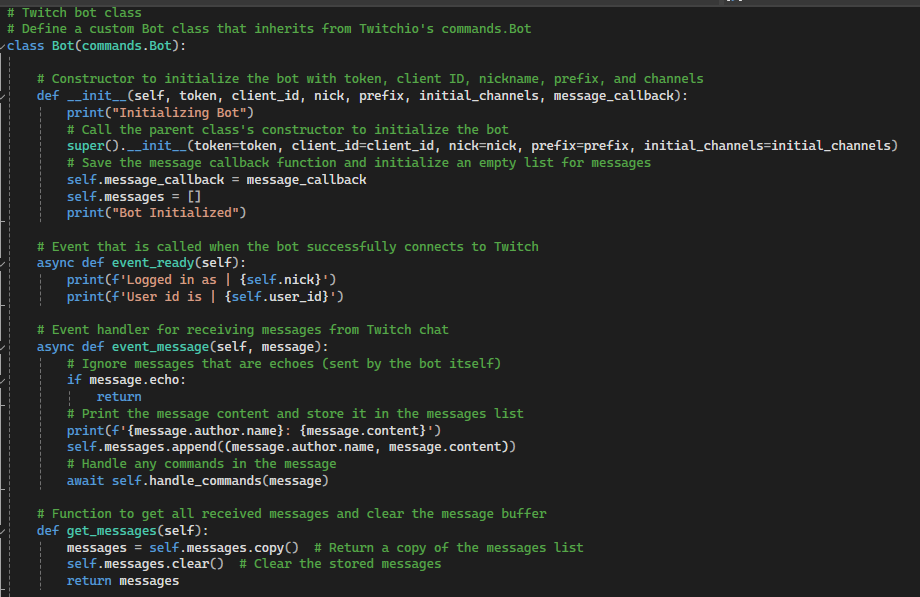 # Twitch bot class
# Define a custom Bot class that inherits from Twitchio's commands.Bot
class Bot(commands.Bot):
# Constructor to initialize the bot with token, client ID, nickname, prefix, and channels
def __init__(self, token, client_id, nick, prefix, initial_channels, message_callback):
print("Initializing Bot")
# Call the parent class's constructor to initialize the bot
super().__init__(token=token, client_id=client_id, nick=nick, prefix=prefix, initial_channels=initial_channels)
# Save the message callback function and initialize an empty list for messages
self.message_callback = message_callback
self.messages = []
print("Bot Initialized")
# Event that is called when the bot successfully connects to Twitch
async def event_ready(self):
print(f'Logged in as | {self.nick}')
print(f'User id is | {self.user_id}')
# Event handler for receiving messages from Twitch chat
async def event_message(self, message):
# Ignore messages that are echoes (sent by the bot itself)
if message.echo:
return
# Print the message content and store it in the messages list
print(f'{message.author.name}: {message.content}')
self.messages.append((message.author.name, message.content))
# Handle any commands in the message
await self.handle_commands(message)
# Function to get all received messages and clear the message buffer
def get_messages(self):
messages = self.messages.copy()  # Return a copy of the messages list
self.messages.clear()  # Clear the stored messages
return messages